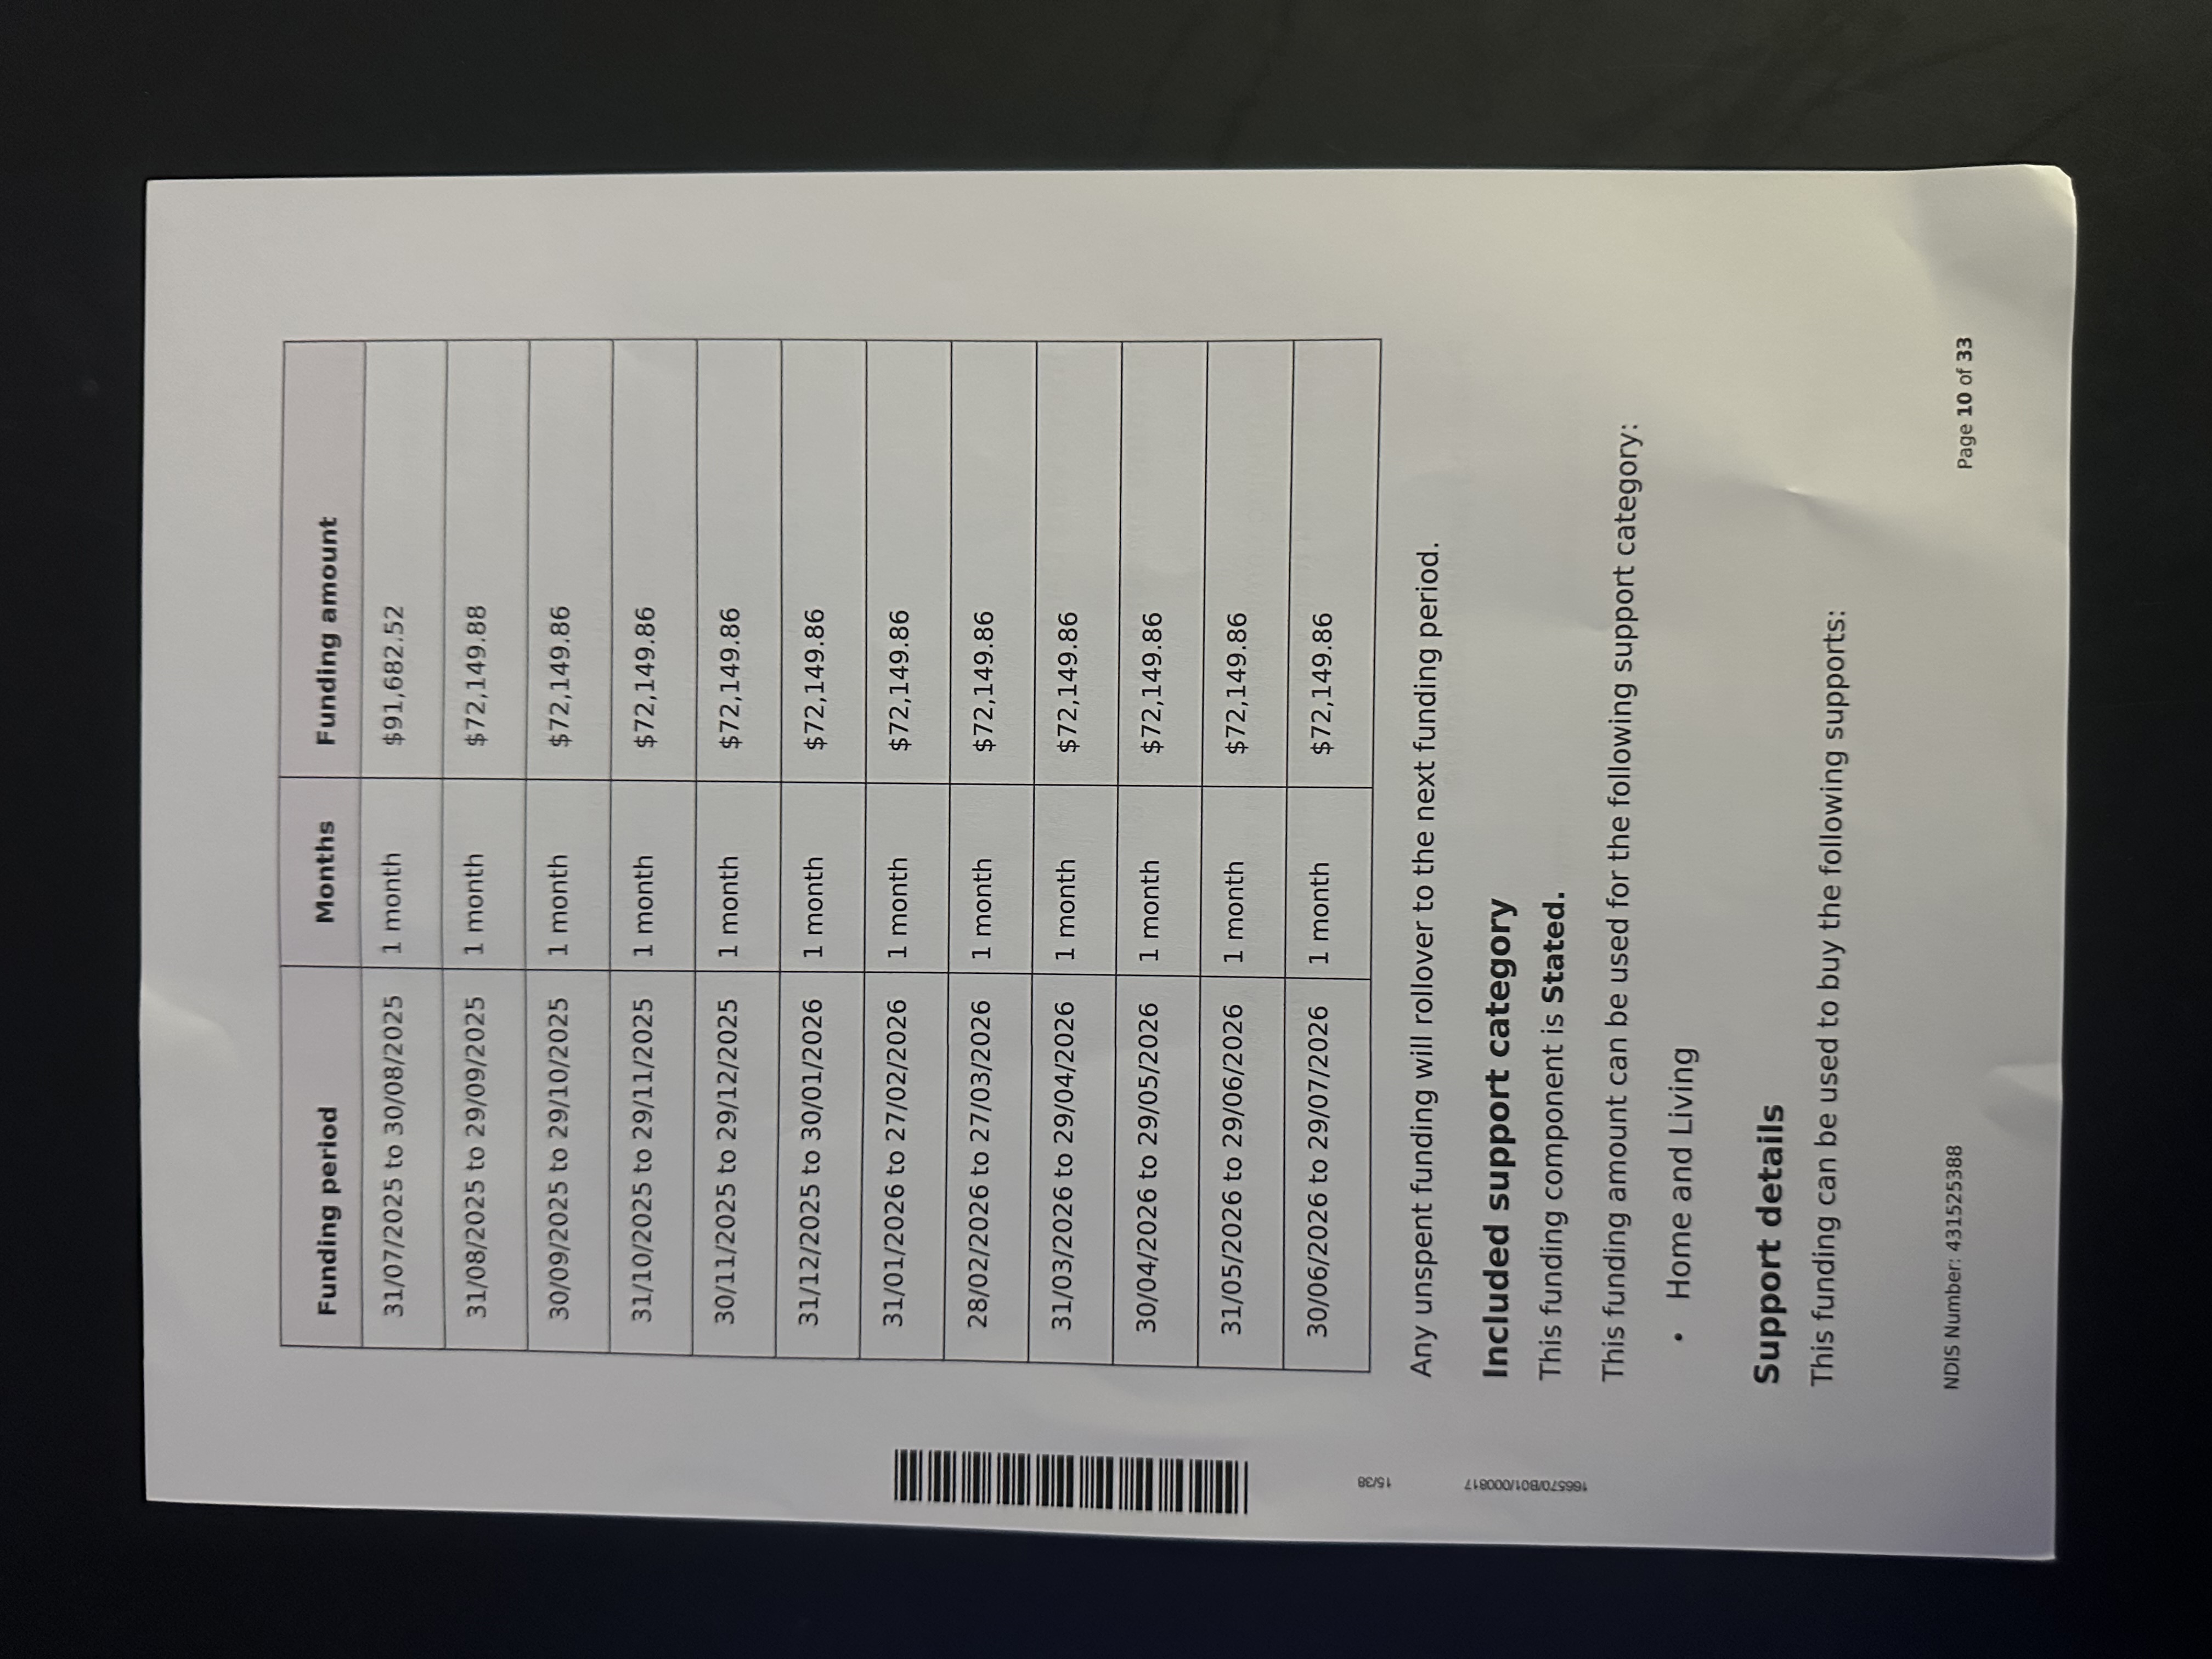 Funding period Months Funding amount
31/07/2025 to 30/08/2025 1 month $91,682.52
31/08/2025 to 29/09/2025 1 month $72,149.88
30/09/2025 to 29/10/2025 1 month $72,149.86
31/10/2025 to 29/11/2025 1 month $72,149.86
30/11/2025 to 29/12/2025 1 month $72,149.86
31/12/2025 to 30/01/2026 1 month $72,149.86
31/01/2026 to 27/02/2026 1 month $72,149.86
28/02/2026 to 27/03/2026 1 month $72,149.86
31/03/2026 to 29/04/2026 1 month $72,149.86
30/04/2026 to 29/05/2026 1 month $72,149.86
31/05/2026 to 29/06/2026 1 month $72,149.86
30/06/2026 to 29/07/2026 1 month $72,149.86
Any unspent funding will rollover to the next funding period.
Included support category
This funding component is Stated.
This funding amount can be used for the following support category:
• Home and Living
Support details
This funding can be used to buy the following supports:
NDIS Number: 431525388
Page 10 of 33
166570/B01/000817 15/38